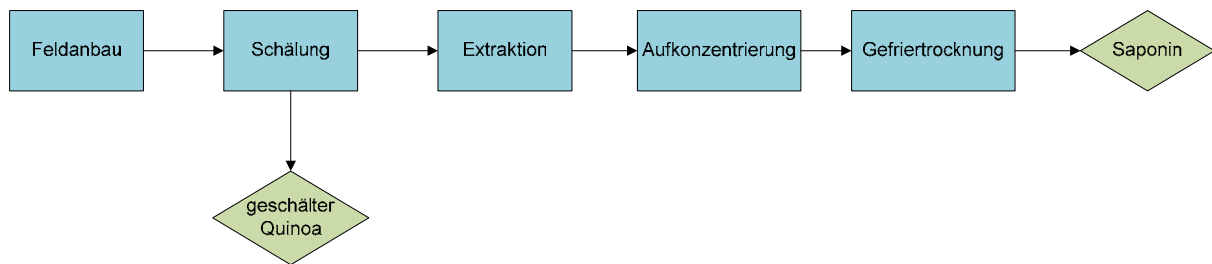 Feldanbau
Schälung
Extraktion
Aufkonzentrierung
Gefriertrocknung
Saponin
geschälter
Quinoa